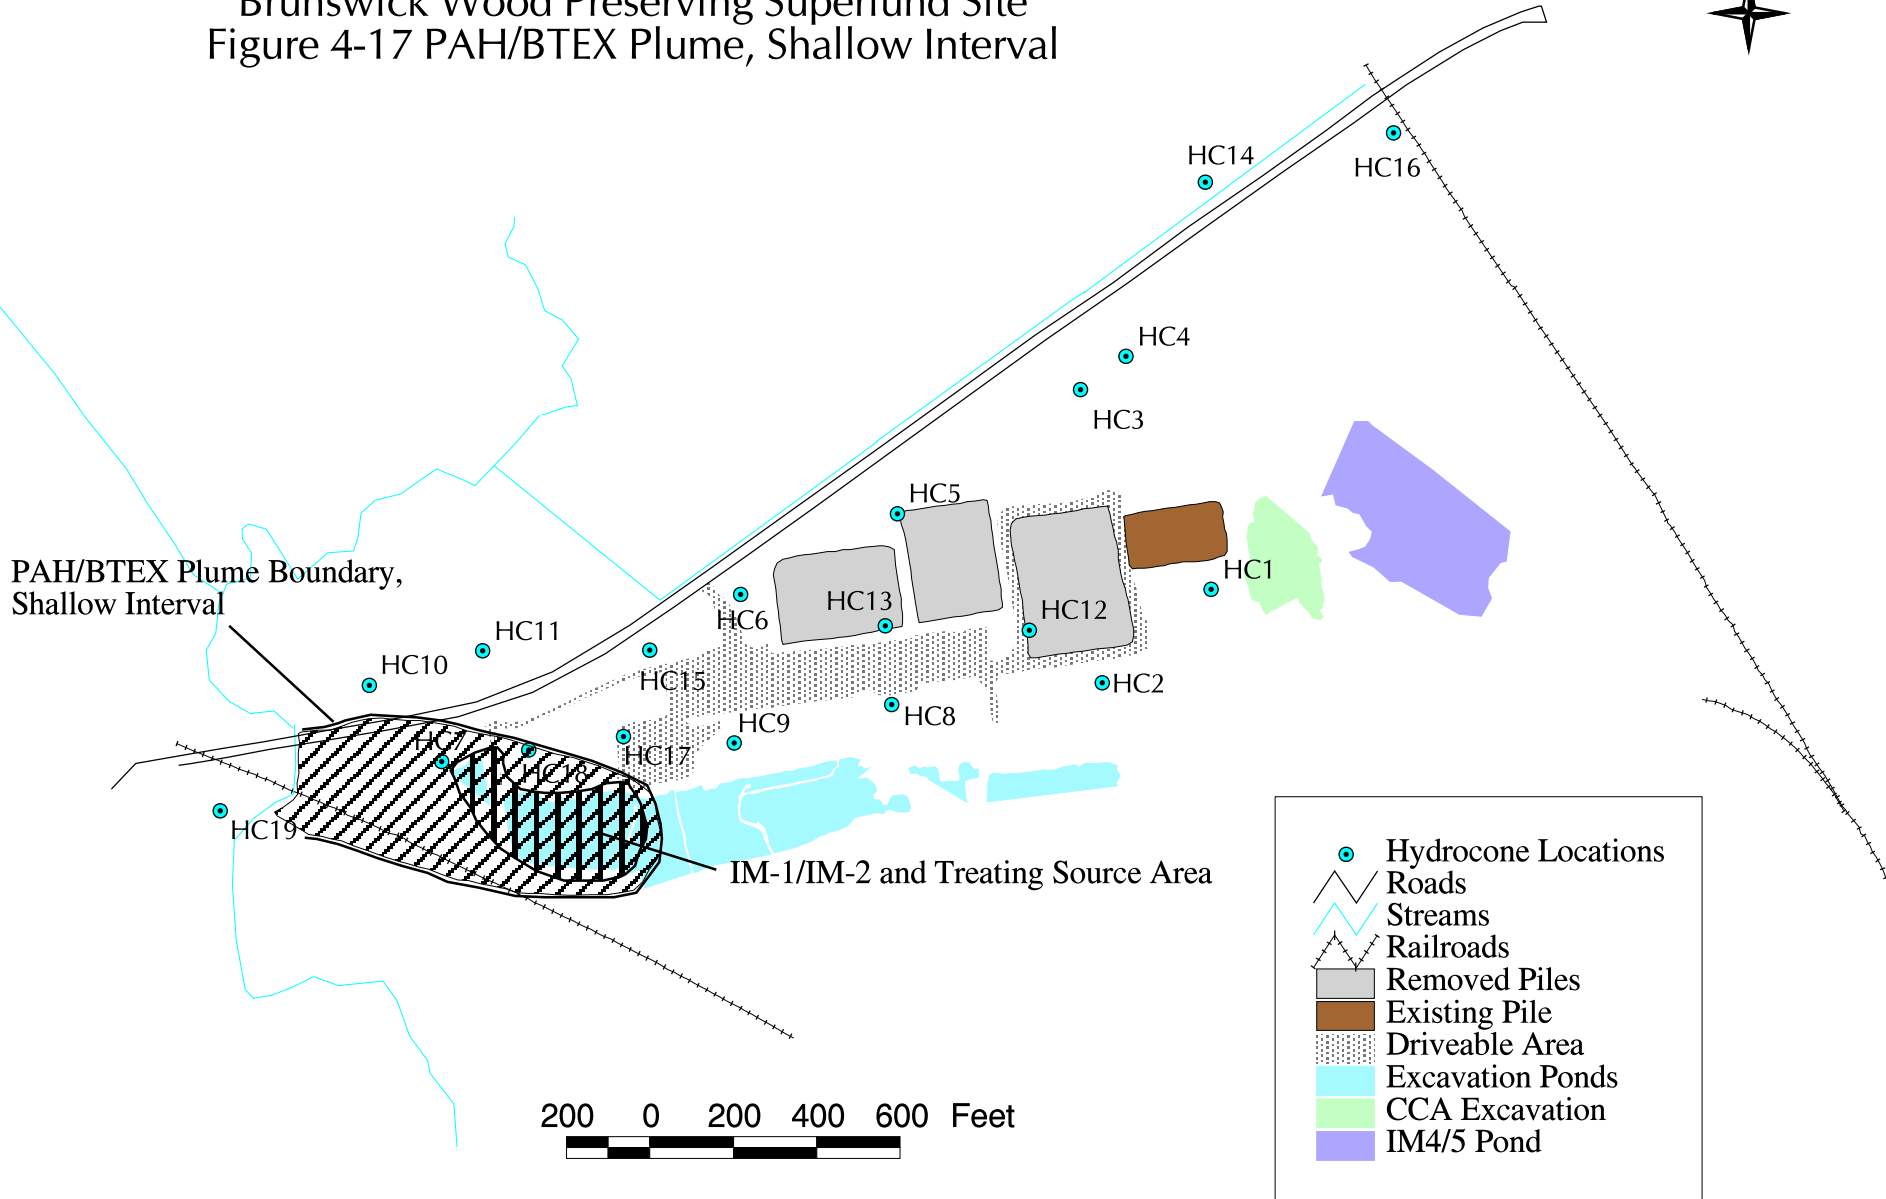 Brunswick Wood Preserving Superfund Site
Figure 4-17 PAH/BTEX Plume, Shallow Interval
HC14
HC16
HC4
HC3
HC5
HC1
PAH/BTEX Plume Boundary,
Shallow Interval
HC13
HC12
HC6
HC11
HC10
HC15
HC2
HC8
HC9
HC7
HC17
HC18
HC19
IM-1/IM-2 and Treating Source Area
Hydrocone Locations
Roads
Streams
Railroads
Removed Piles
Existing Pile
Driveable Area
Excavation Ponds
CCA Excavation
IM4/5 Pond
200 0 200 400 600 Feet